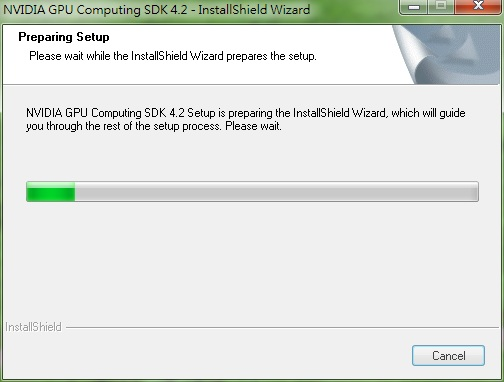 NVIDIA GPU Computing SDK 4.2 - InstallShield Wizard
Preparing Setup
Please wait while the InstallShield Wizard prepares the setup.
NVIDIA GPU Computing SDK 4.2 Setup is preparing the InstallShield Wizard, which will guide
you through the rest of the setup process. Please wait.
InstallShield
Cancel